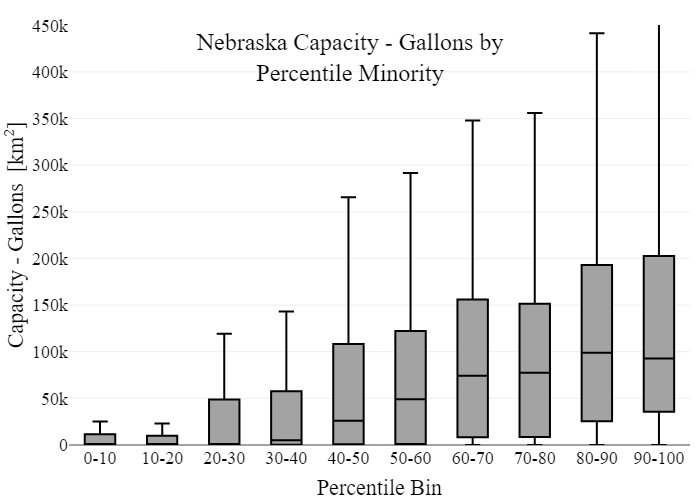 Nebraska Capacity - Gallons by
Percentile Minority
Capacity - Gallons [km²]
450k
400k
350k
300k
250k
200k
150k
100k
50k
0
0-10 10-20 20-30 30-40 40-50 50-60 60-70 70-80 80-90 90-100
Percentile Bin